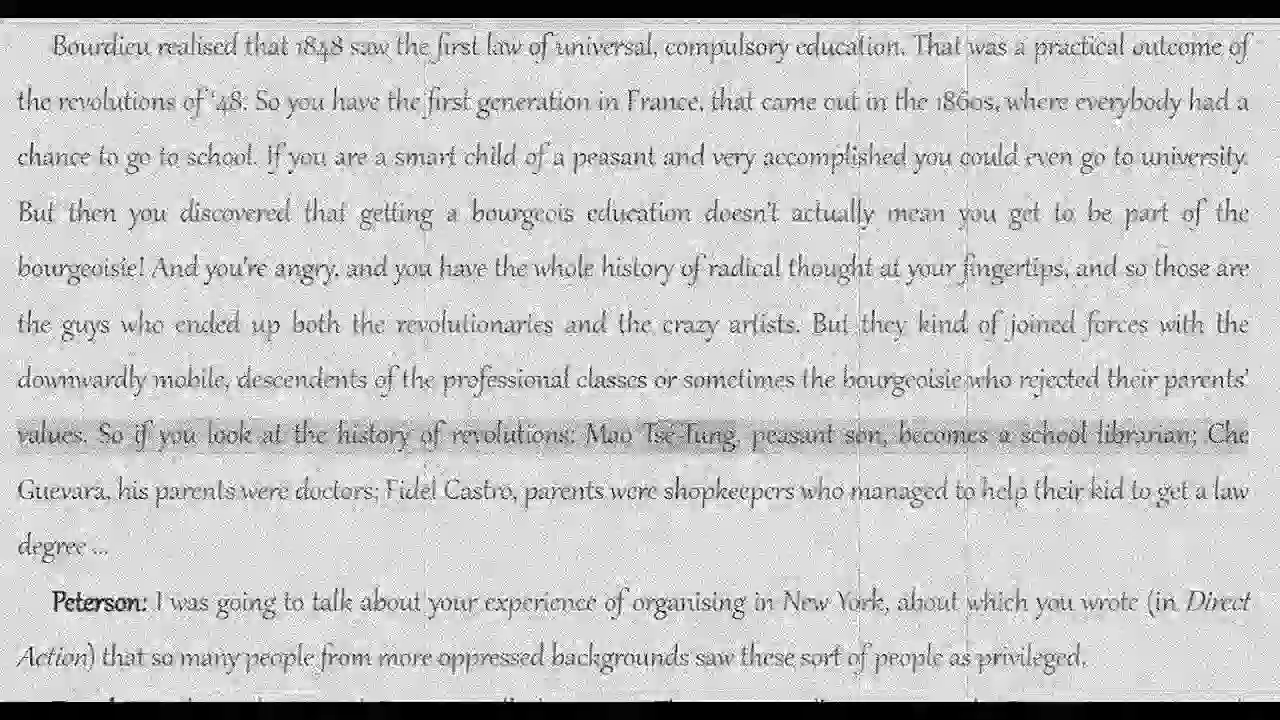 Bourdieu realised that 1848 saw the first law of universal, compulsory education. That was a practical outcome of
the revolutions of '48. So you have the first generation in France, that came out in the 1860s, where everybody had a
chance to go to school. If you are a smart child of a peasant and very accomplished you could even go to university.
But then you discovered that getting a bourgeois education doesn't actually mean you get to be part of the
bourgeoisie! And you're angry, and you have the whole history of radical thought at your fingertips, and so those are
the guys who ended up both the revolutionaries and the crazy artists. But they kind of joined forces with the
downwardly mobile, descendents of the professional classes or sometimes the bourgeoisie who rejected their parents'
values. So if you look at the history of revolutions: Mao Tse-Tung, peasant son, becomes a school librarian; Che
Guevara, his parents were doctors; Fidel Castro, parents were shopkeepers who managed to help their kid to get a law
degree ...
Peterson: I was going to talk about your experience of organising in New York, about which you wrote (in Direct
Action) that so many people from more oppressed backgrounds saw these sort of people as privileged.